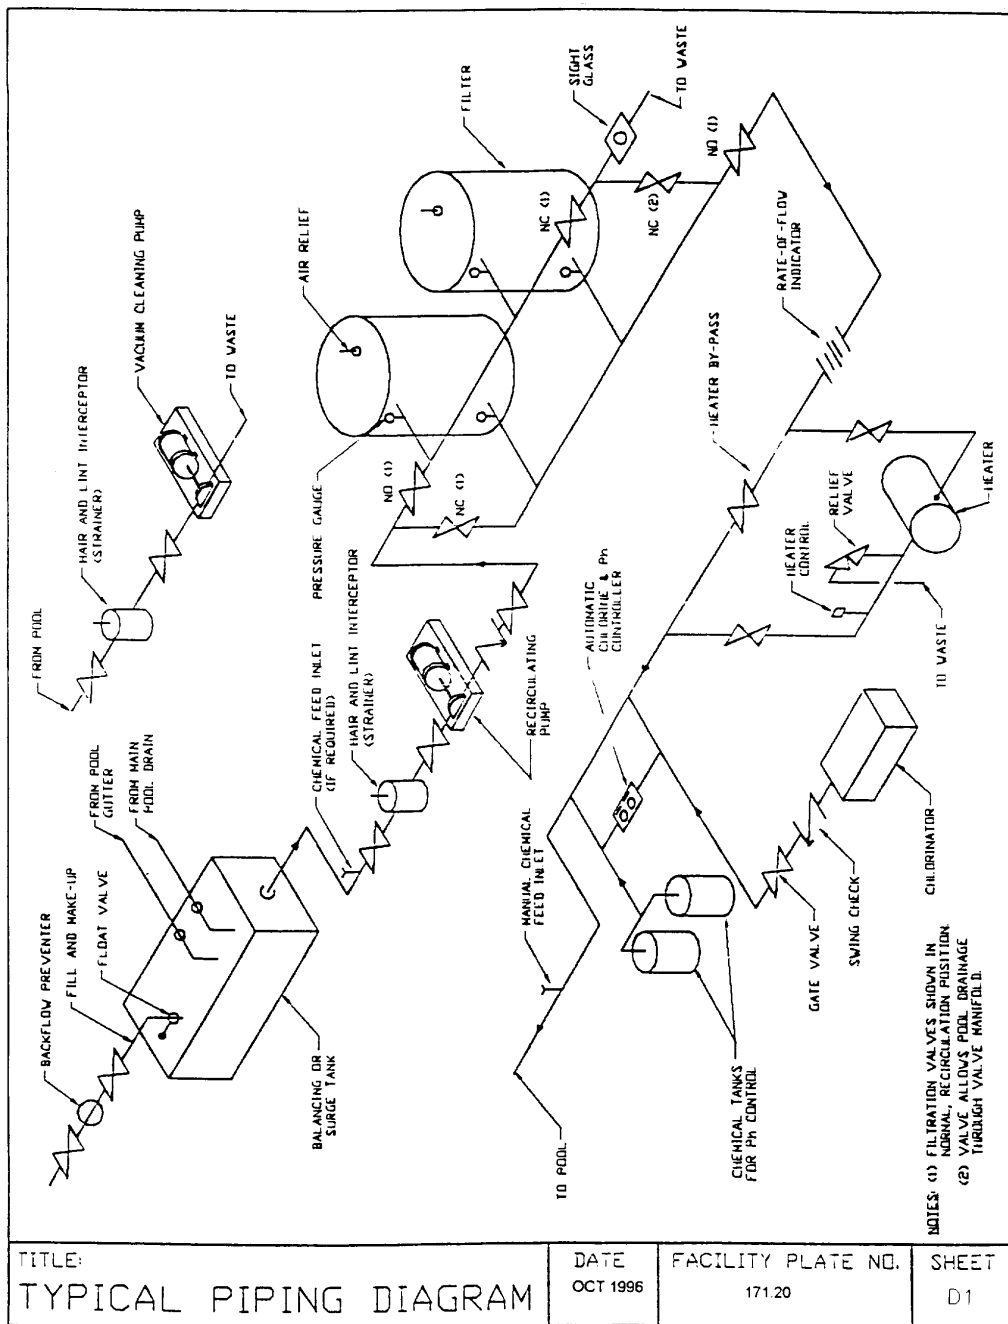 BACKFLOW PREVENTER
FILL AND MAKE-UP
FLOAT VALVE
FROM POOL
GUTTER
FROM MAIN
POOL DRAIN
BALANCING OR
SURGE TANK
FROM POOL
HAIR AND LINT INTERCEPTOR
(STRAINER)
VACUUM CLEANING PUMP
TO WASTE
CHEMICAL FEED INLET
(IF REQUIRED)
HAIR AND LINT INTERCEPTOR
(STRAINER)
RECIRCULATING
PUMP
PRESSURE GAUGE
AIR RELIEF
FILTER
SIGHT
GLASS
TO WASTE
NO (1)
NC (1)
NC (1)
NC (2)
NO (1)
RATE-OF-FLOW
INDICATOR
HEATER BY-PASS
HEATER
RELIEF
VALVE
HEATER
CONTROL
TO WASTE
AUTOMATIC
CHLORINE & Ph
CONTROLLER
MANUAL CHEMICAL
FEED INLET
TO POOL
CHEMICAL TANKS
FOR Ph CONTROL
GATE VALVE
SWING CHECK
CHLORINATOR
NOTES: (1) FILTRATION VALVES SHOWN IN
NORMAL, RECIRCULATION POSITION.
(2) VALVE ALLOWS POOL DRAINAGE
THROUGH VALVE MANIFOLD.
TITLE:
TYPICAL PIPING DIAGRAM
DATE
OCT 1996
FACILITY PLATE NO.
171.20
SHEET
D1